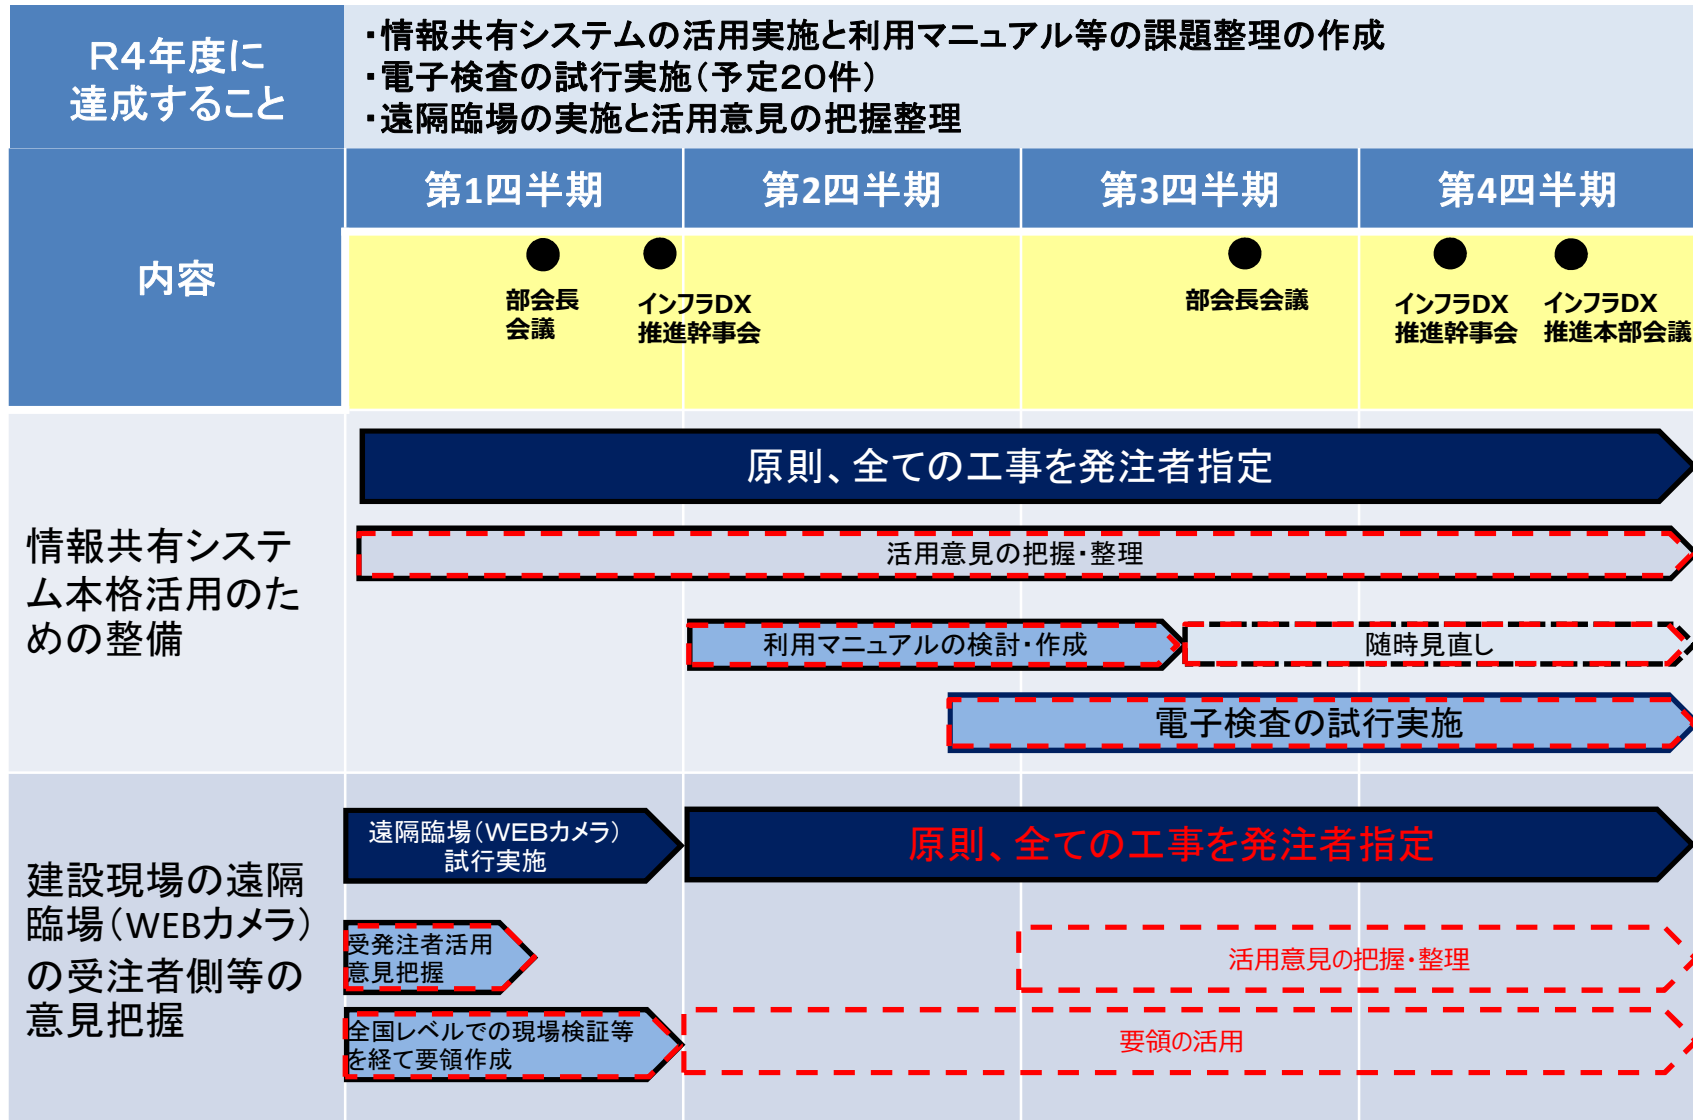 R4年度に
達成すること
・情報共有システムの活用実施と利用マニュアル等の課題整理の作成
・電子検査の試行実施(予定20件)
・遠隔臨場の実施と活用意見の把握整理
内容
第1四半期
第2四半期
第3四半期
第4四半期
部会長
会議
インフラDX
推進幹事会
部会長会議
インフラDX
推進幹事会
インフラDX
推進本部会議
情報共有システ
ム本格活用のた
めの整備
原則、全ての工事を発注者指定
活用意見の把握・整理
利用マニュアルの検討・作成
随時見直し
電子検査の試行実施
建設現場の遠隔
臨場(WEBカメラ)
の受注者側等の
意見把握
遠隔臨場(WEBカメラ)
試行実施
原則、全ての工事を発注者指定
受発注者活用
意見把握
活用意見の把握・整理
全国レベルでの現場検証等
を経て要領作成
要領の活用